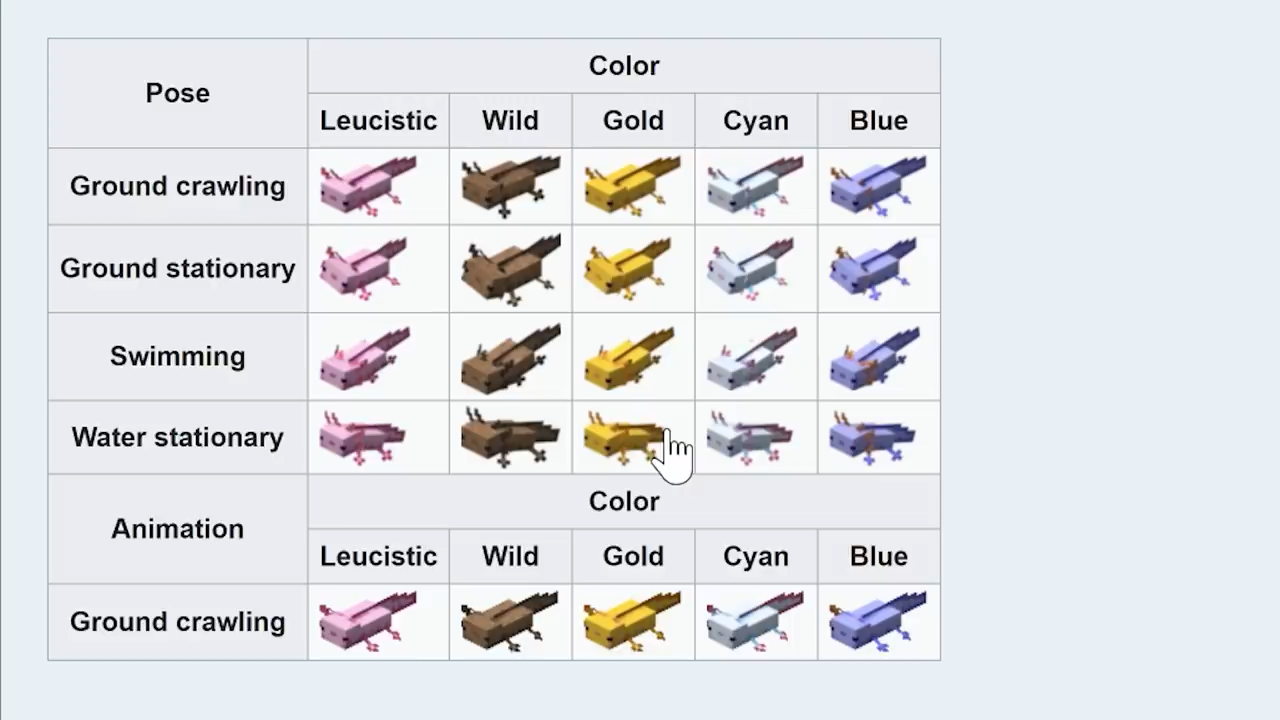 Pose
Color
Leucistic Wild Gold Cyan Blue
Ground crawling
Ground stationary
Swimming
Water stationary
Animation
Color
Leucistic Wild Gold Cyan Blue
Ground crawling